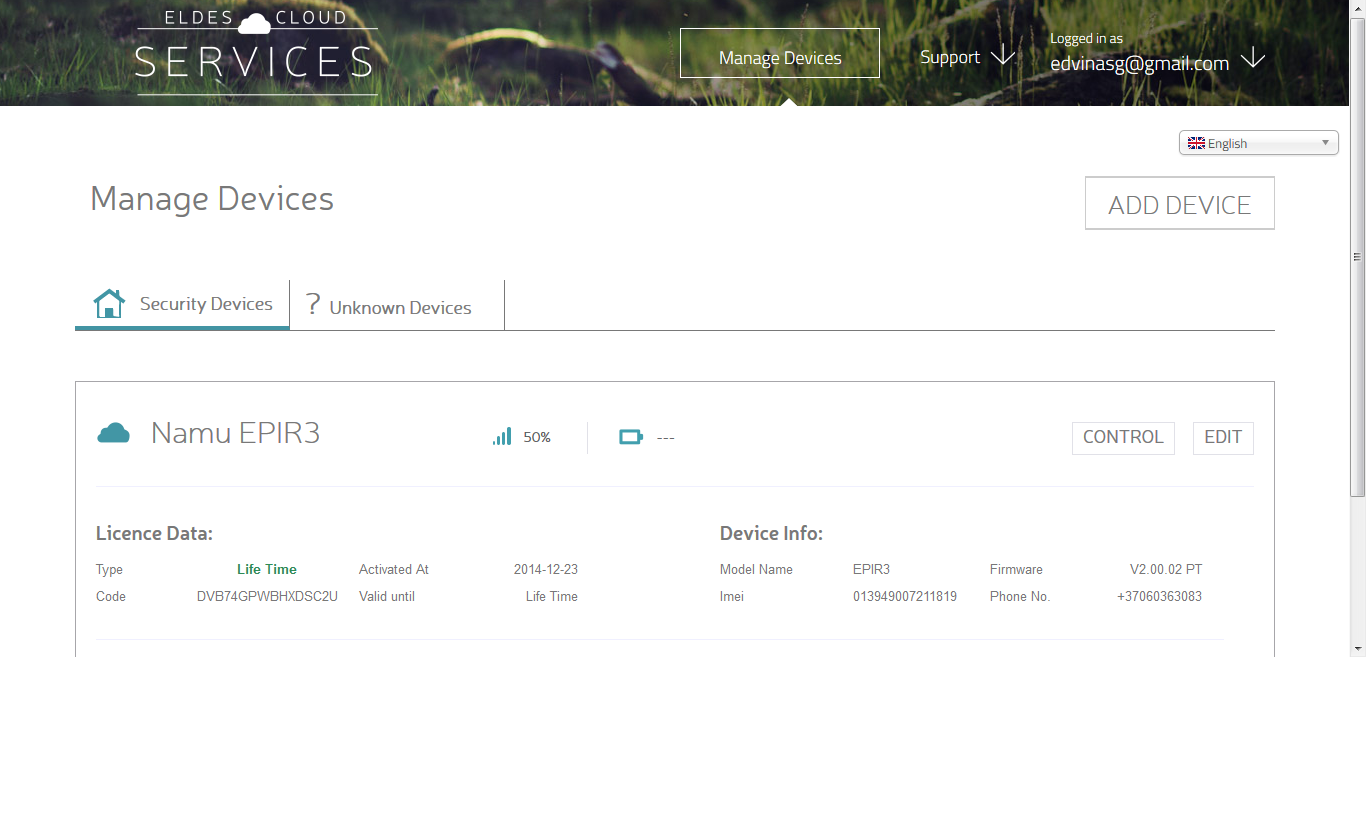 ELDES CLOUD
SERVICES
Manage Devices
Support
Logged in as
edvinasg@gmail.com
English
Manage Devices
ADD DEVICE
Security Devices
? Unknown Devices
Namu EPIR3
50%
---
CONTROL
EDIT
Licence Data:
Device Info:
Type Life Time Activated At 2014-12-23 Model Name EPIR3 Firmware V2.00.02 PT
Code DVB74GPWBHXDSC2U Valid until Life Time Imei 013949007211819 Phone No. +37060363083